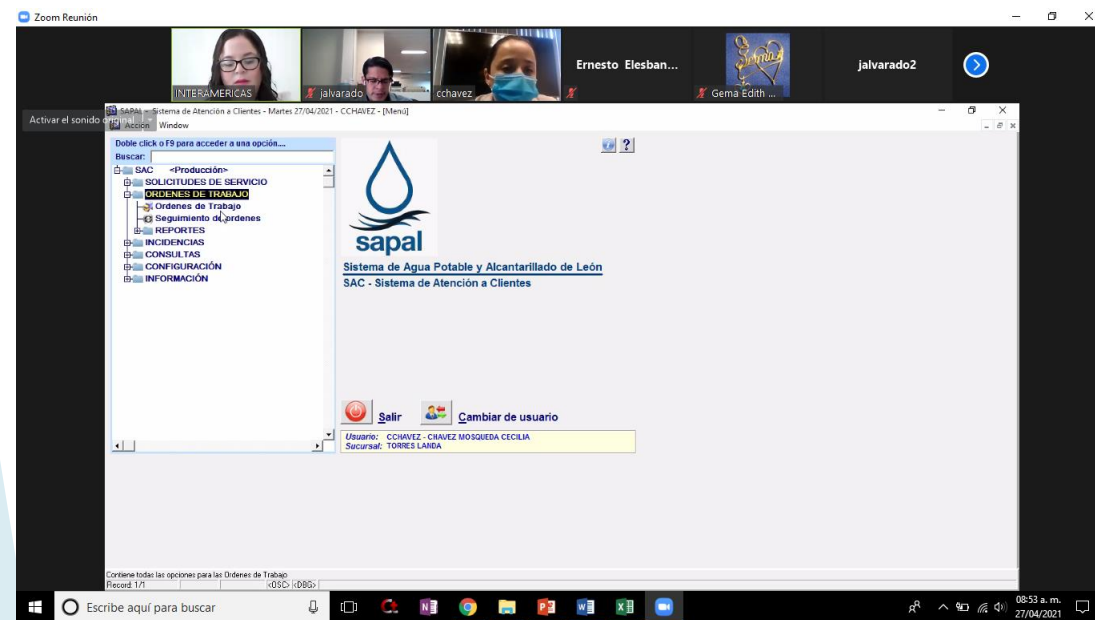 Zoom Reunión
INTERAMERICAS
jalvarado
cchavez
Ernesto Elesban...
Gema Edith ...
jalvarado2
Activar el sonido original
SAPAL - Sistema de Atención a Clientes - Martes 27/04/2021 - CCHAVEZ - [Menú]
Acción Window
Doble click o F9 para acceder a una opción....
Buscar:
SAC <Producción>
SOLICITUDES DE SERVICIO
ORDENES DE TRABAJO
Ordenes de Trabajo
Seguimiento de ordenes
REPORTES
INCIDENCIAS
CONSULTAS
CONFIGURACIÓN
INFORMACIÓN
sapal
Sistema de Agua Potable y Alcantarillado de León
SAC - Sistema de Atención a Clientes
Salir Cambiar de usuario
Usuario: CCHAVEZ - CHAVEZ MOSQUEDA CECILIA
Sucursal: TORRES LANDA
Contiene todas las opciones para las Ordenes de Trabajo
Record: 1/1 <OSC> <DBG>
Escribe aquí para buscar
08:53 a. m.
27/04/2021